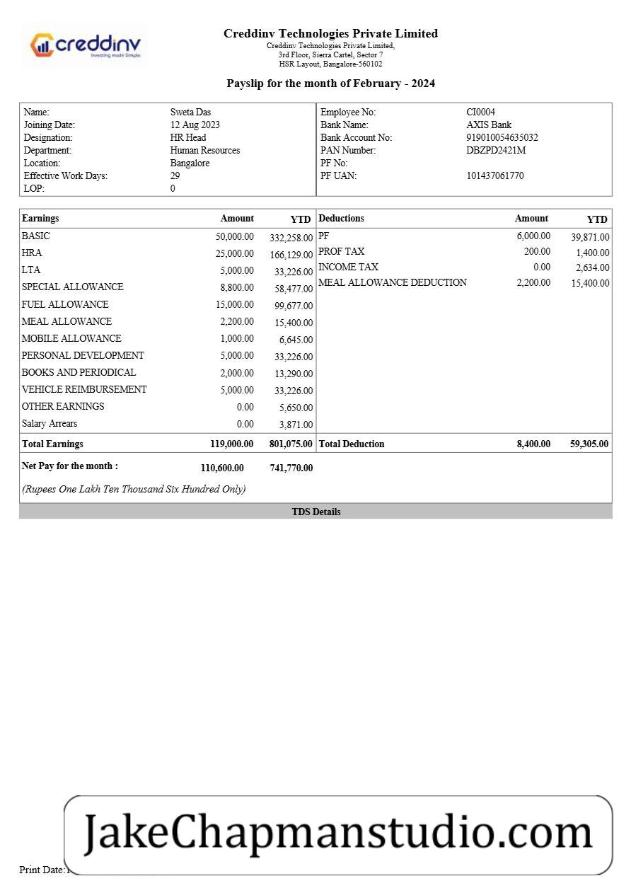 creddinv
Investing made Simple
Creddinv Technologies Private Limited
Creddinv Technologies Private Limited,
3rd Floor, Sierra Cartel, Sector 7
HSR Layout, Bangalore-560102
Payslip for the month of February - 2024
Name: Sweta Das Employee No: CI0004
Joining Date: 12 Aug 2023 Bank Name: AXIS Bank
Designation: HR Head Bank Account No: 919010054635032
Department: Human Resources PAN Number: DBZPD2421M
Location: Bangalore PF No:
Effective Work Days: 29 PF UAN: 101437061770
LOP: 0
Earnings Amount YTD Deductions Amount YTD
BASIC 50,000.00 332,258.00 PF 6,000.00 39,871.00
HRA 25,000.00 166,129.00 PROF TAX 200.00 1,400.00
LTA 5,000.00 33,226.00 INCOME TAX 0.00 2,634.00
SPECIAL ALLOWANCE 8,800.00 58,477.00 MEAL ALLOWANCE DEDUCTION 2,200.00 15,400.00
FUEL ALLOWANCE 15,000.00 99,677.00
MEAL ALLOWANCE 2,200.00 15,400.00
MOBILE ALLOWANCE 1,000.00 6,645.00
PERSONAL DEVELOPMENT 5,000.00 33,226.00
BOOKS AND PERIODICAL 2,000.00 13,290.00
VEHICLE REIMBURSEMENT 5,000.00 33,226.00
OTHER EARNINGS 0.00 5,650.00
Salary Arrears 0.00 3,871.00
Total Earnings 119,000.00 801,075.00 Total Deduction 8,400.00 59,305.00
Net Pay for the month : 110,600.00 741,770.00
(Rupees One Lakh Ten Thousand Six Hundred Only)
TDS Details
JakeChapmanstudio.com
Print Date: